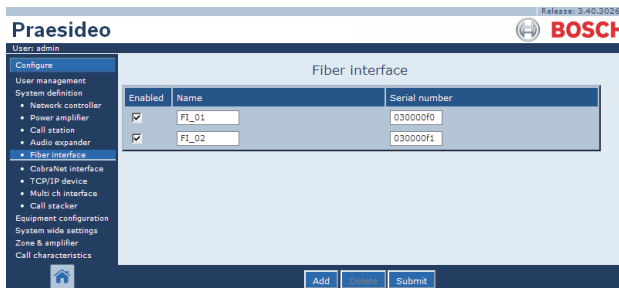 Release: 3.40.3026
Praesideo
BOSCH
User: admin
Configure
User management
System definition
• Network controller
• Power amplifier
• Call station
• Audio expander
• Fiber interface
• CobraNet interface
• TCP/IP device
• Multi ch interface
• Call stacker
Equipment configuration
System wide settings
Zone & amplifier
Call characteristics
Fiber interface
Enabled Name Serial number
FI_01 030000f0
FI_02 030000f1
Add Delete Submit